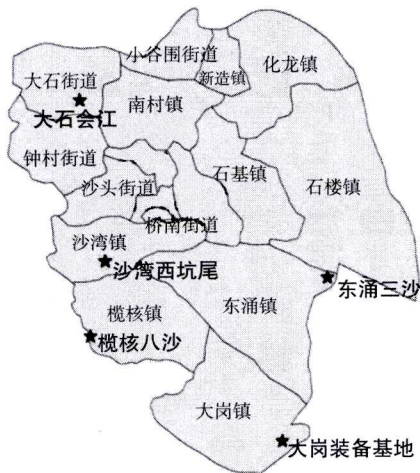 小谷围街道
化龙镇
大石街道
新造镇
南村镇
大石会江
钟村街道
石基镇
石楼镇
沙头街道
桥南街道
沙湾镇
沙湾西坑尾
东涌三沙
榄核镇
东涌镇
榄核八沙
大岗镇
大岗装备基地